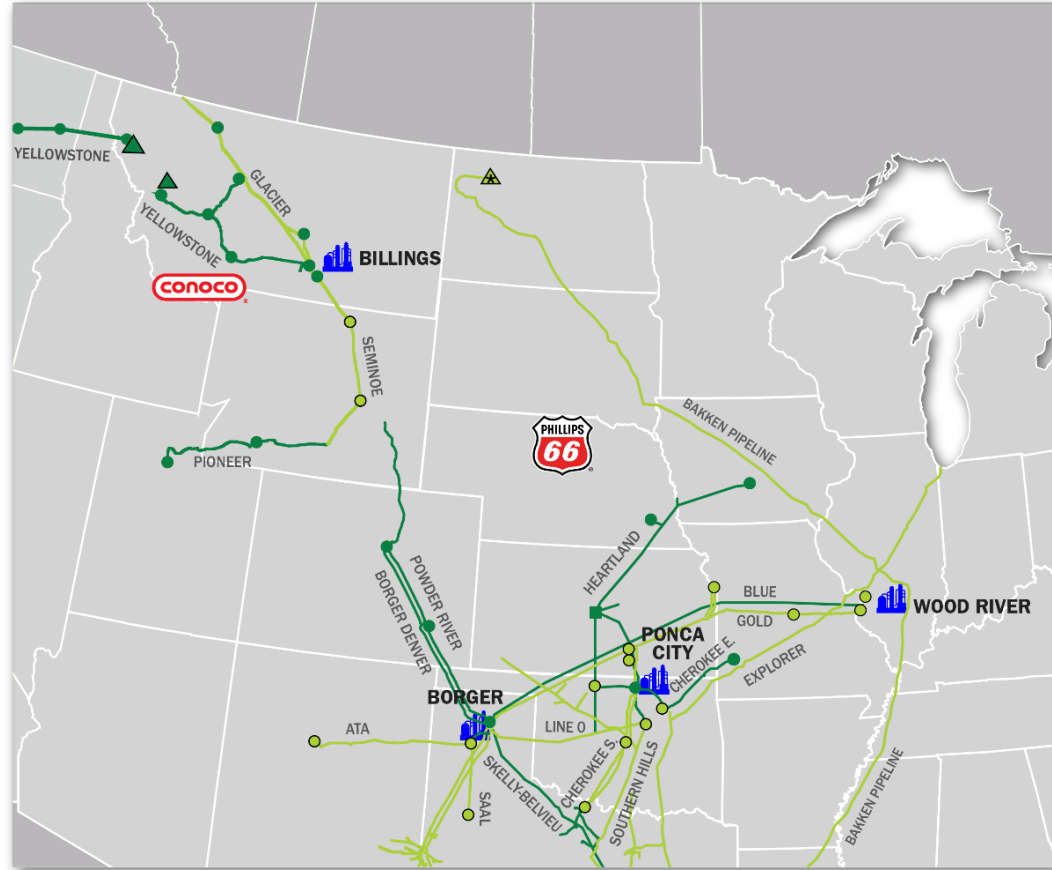 YELLOWSTONE
GLACIER
YELLOWSTONE
BILLINGS
conoco
®
SEMINOE
PIONEER
PHILLIPS
66
®
BAKKEN PIPELINE
HEARTLAND
POWDER RIVER
BORGER DENVER
BLUE
GOLD
WOOD RIVER
PONCA
CITY
CHEROKEE E.
EXPLORER
BORGER
ATA
LINE O
SKELLY-BELVIEU
SAAL
CHEROKEE S.
SOUTHERN HILLS
BAKKEN PIPELINE